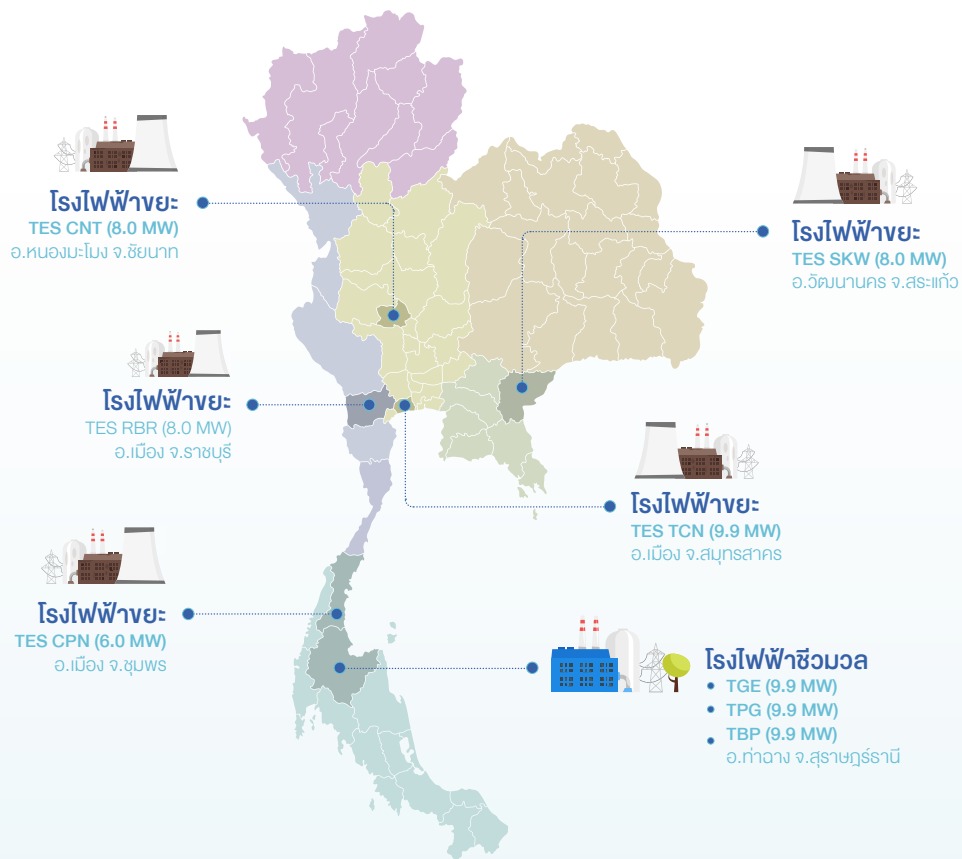 โรงไฟฟ้าขยะ
TES CNT (8.0 MW)
อ.หนองมะโมง จ.ชัยนาท
โรงไฟฟ้าขยะ
TES SKW (8.0 MW)
อ.วัฒนานคร จ.สระแก้ว
โรงไฟฟ้าขยะ
TES RBR (8.0 MW)
อ.เมือง จ.ราชบุรี
โรงไฟฟ้าขยะ
TES TCN (9.9 MW)
อ.เมือง จ.สมุทรสาคร
โรงไฟฟ้าขยะ
TES CPN (6.0 MW)
อ.เมือง จ.ชุมพร
โรงไฟฟ้าชีวมวล
• TGE (9.9 MW)
• TPG (9.9 MW)
• TBP (9.9 MW)
อ.ท่าฉาง จ.สุราษฎร์ธานี